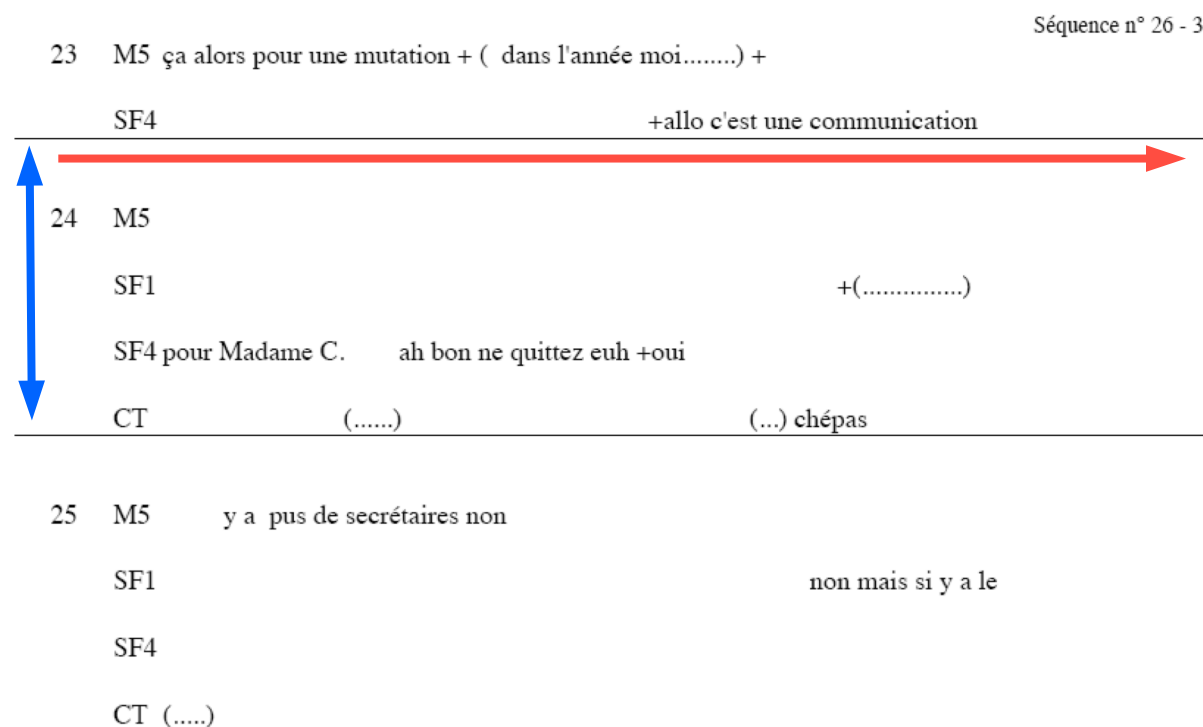 Séquence n° 26 - 3
23 M5 ça alors pour une mutation + ( dans l'année moi........) +
SF4 +allo c'est une communication
24 M5
SF1 +(...............)
SF4 pour Madame C. ah bon ne quittez euh +oui
CT (......) (...) chépas
25 M5 y a pus de secrétaires non
SF1 non mais si y a le
SF4
CT (.....)